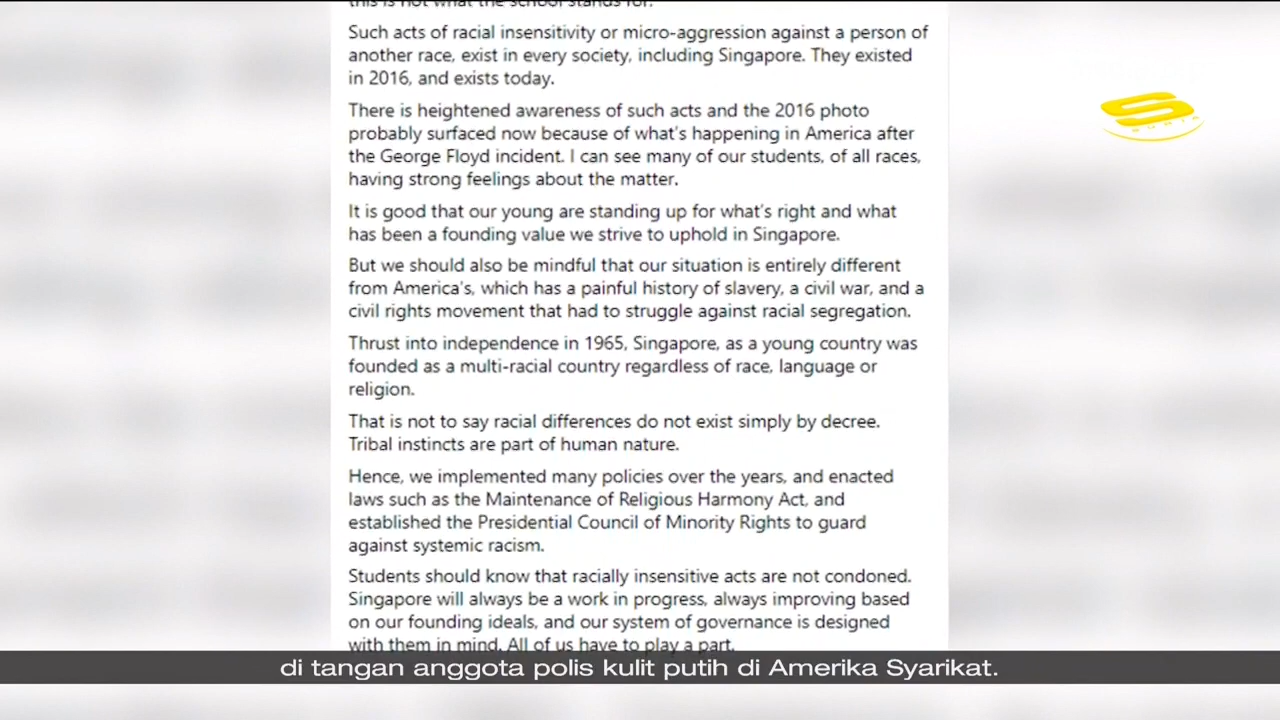 this is not what the school stands for.
Such acts of racial insensitivity or micro-aggression against a person of
another race, exist in every society, including Singapore. They existed
in 2016, and exists today.
There is heightened awareness of such acts and the 2016 photo
probably surfaced now because of what's happening in America after
the George Floyd incident. I can see many of our students, of all races,
having strong feelings about the matter.
It is good that our young are standing up for what's right and what
has been a founding value we strive to uphold in Singapore.
But we should also be mindful that our situation is entirely different
from America's, which has a painful history of slavery, a civil war, and a
civil rights movement that had to struggle against racial segregation.
Thrust into independence in 1965, Singapore, as a young country was
founded as a multi-racial country regardless of race, language or
religion.
That is not to say racial differences do not exist simply by decree.
Tribal instincts are part of human nature.
Hence, we implemented many policies over the years, and enacted
laws such as the Maintenance of Religious Harmony Act, and
established the Presidential Council of Minority Rights to guard
against systemic racism.
Students should know that racially insensitive acts are not condoned.
Singapore will always be a work in progress, always improving based
on our founding ideals, and our system of governance is designed
with them in mind. All of us have to play a part.
di tangan anggota polis kulit putih di Amerika Syarikat.